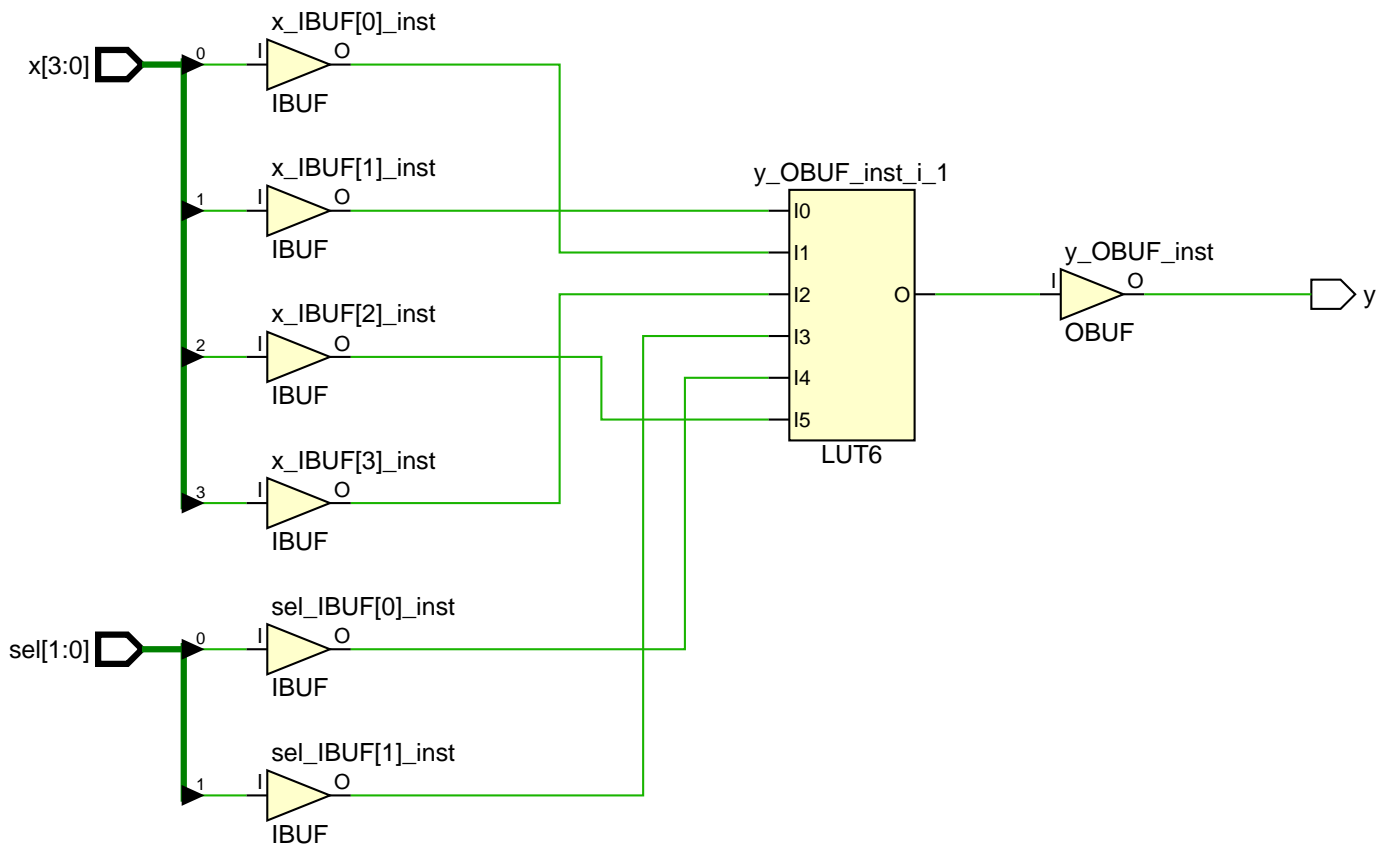 x_IBUF[0]_inst
x[3:0]
0
I
O
IBUF
x_IBUF[1]_inst
1
I
O
IBUF
x_IBUF[2]_inst
2
I
O
IBUF
x_IBUF[3]_inst
3
I
O
IBUF
sel_IBUF[0]_inst
sel[1:0]
0
I
O
IBUF
sel_IBUF[1]_inst
1
I
O
IBUF
y_OBUF_inst_i_1
I0
I1
I2
I3
I4
I5
O
LUT6
y_OBUF_inst
I
O
OBUF
y